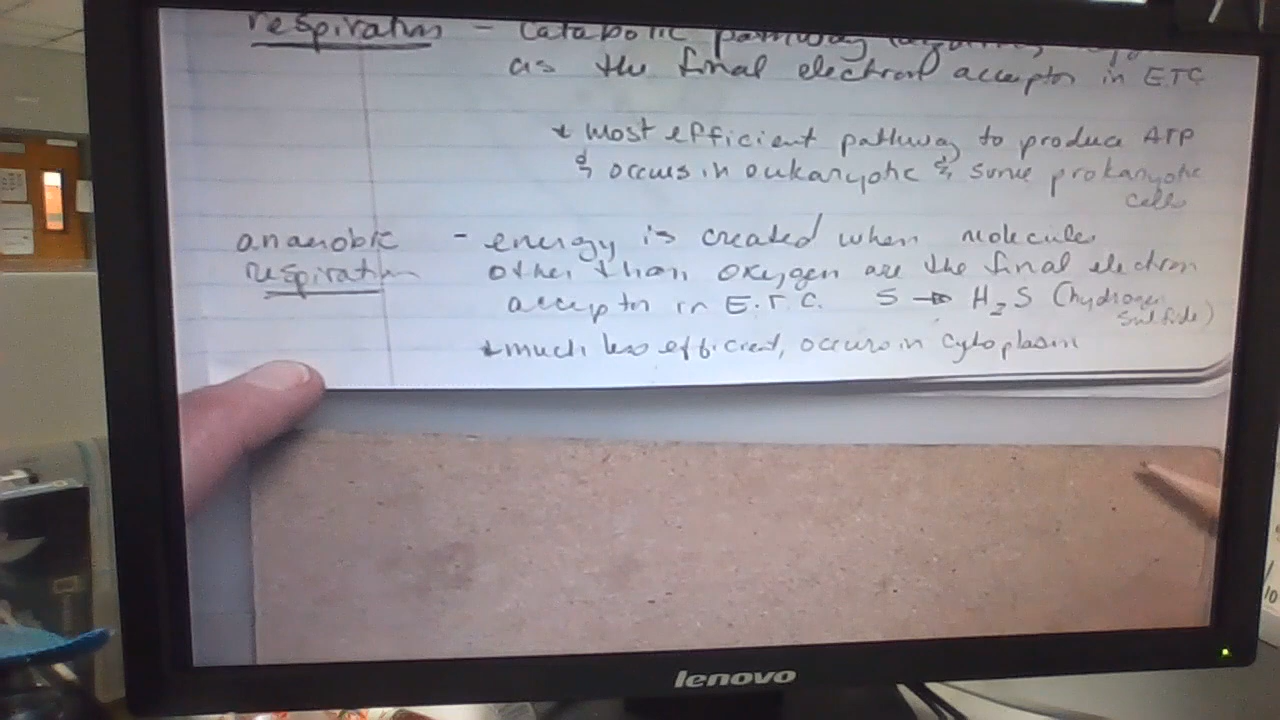 respiration - catabolic pathway
as the final electron acceptor in ETC
* most efficient pathway to produce ATP
& occurs in eukaryotic & some prokaryotic
cells
anaerobic - energy is created when molecules
respiration other than oxygen are the final electron
acceptor in E.T.C. S → H2S (hydrogen
sulfide)
* much less efficient, occurs in cytoplasm
lenovo